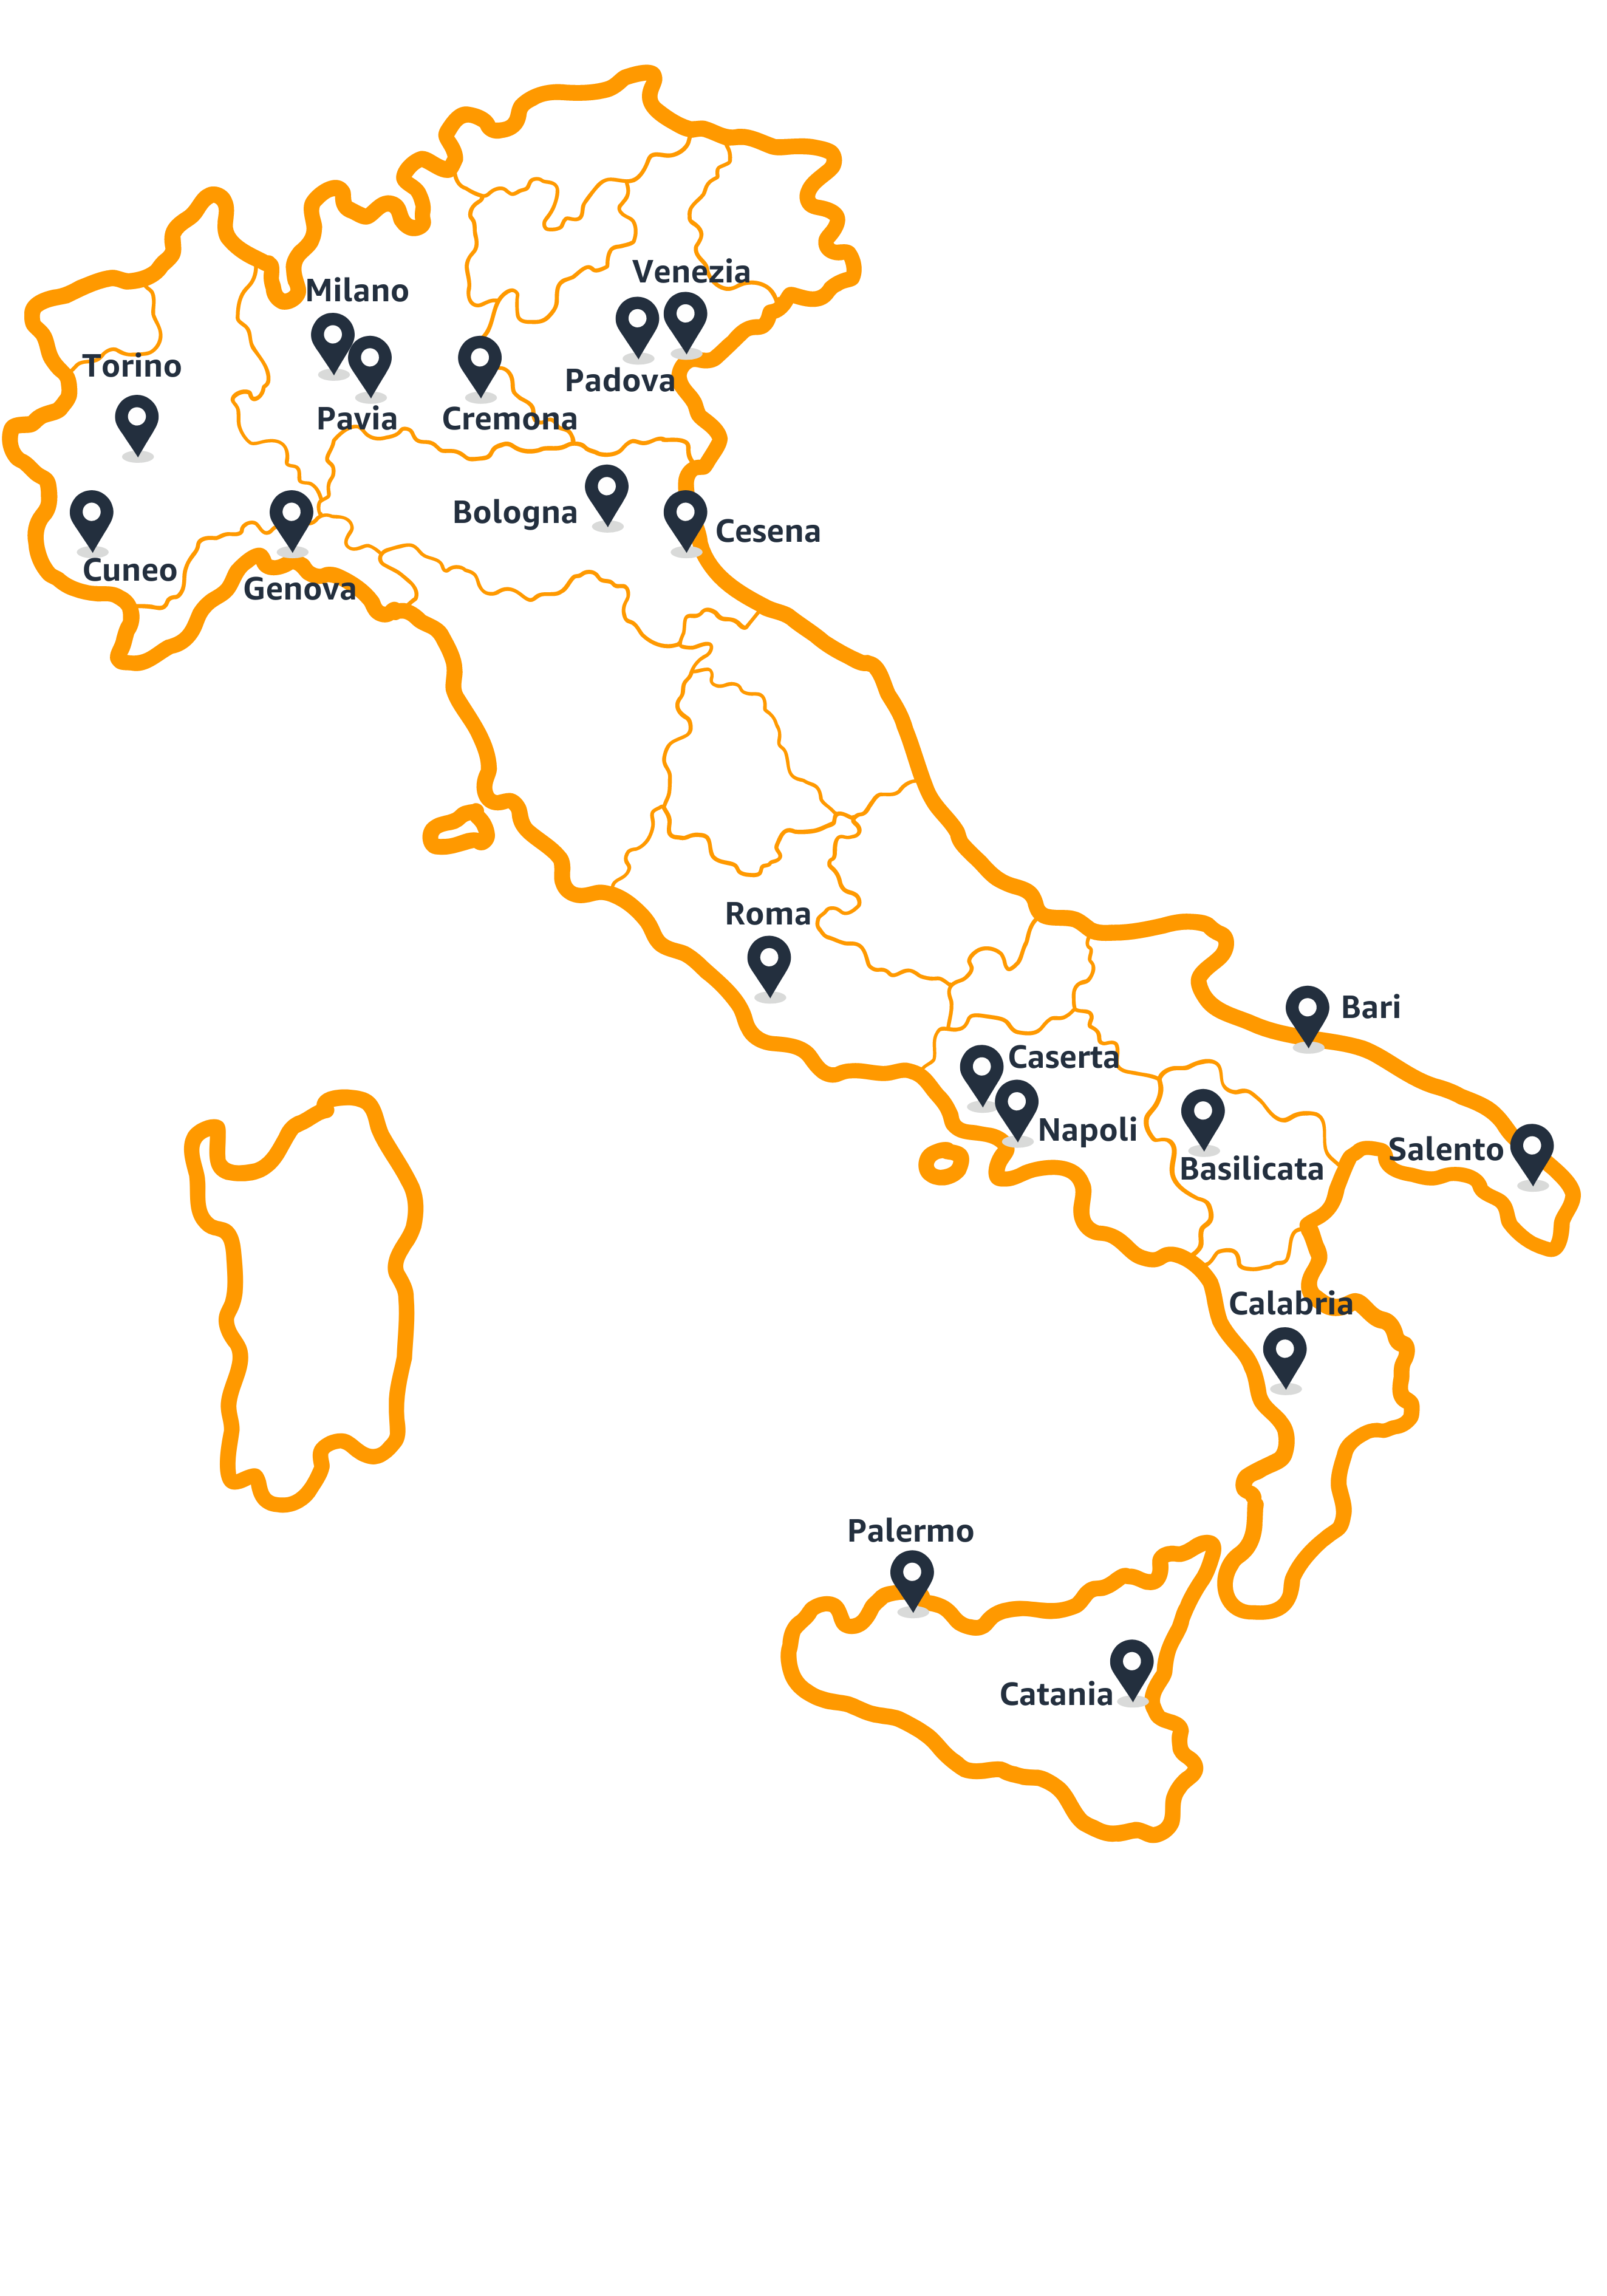 Venezia
Milano
Torino
Padova
Pavia
Cremona
Bologna
Cesena
Cuneo
Genova
Roma
Bari
Caserta
Napoli
Salento
Basilicata
Calabria
Palermo
Catania